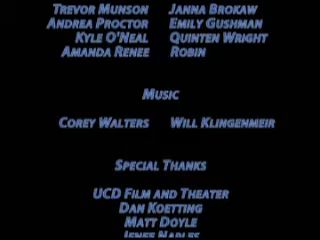 Trevor Munson Janna Brokaw
Andrea Proctor Emily Gushman
Kyle O'Neal Quinten Wright
Amanda Renee Robin
Music
Corey Walters Will Klingenmeir
Special Thanks
UCD Film and Theater
Dan Koetting
Matt Doyle